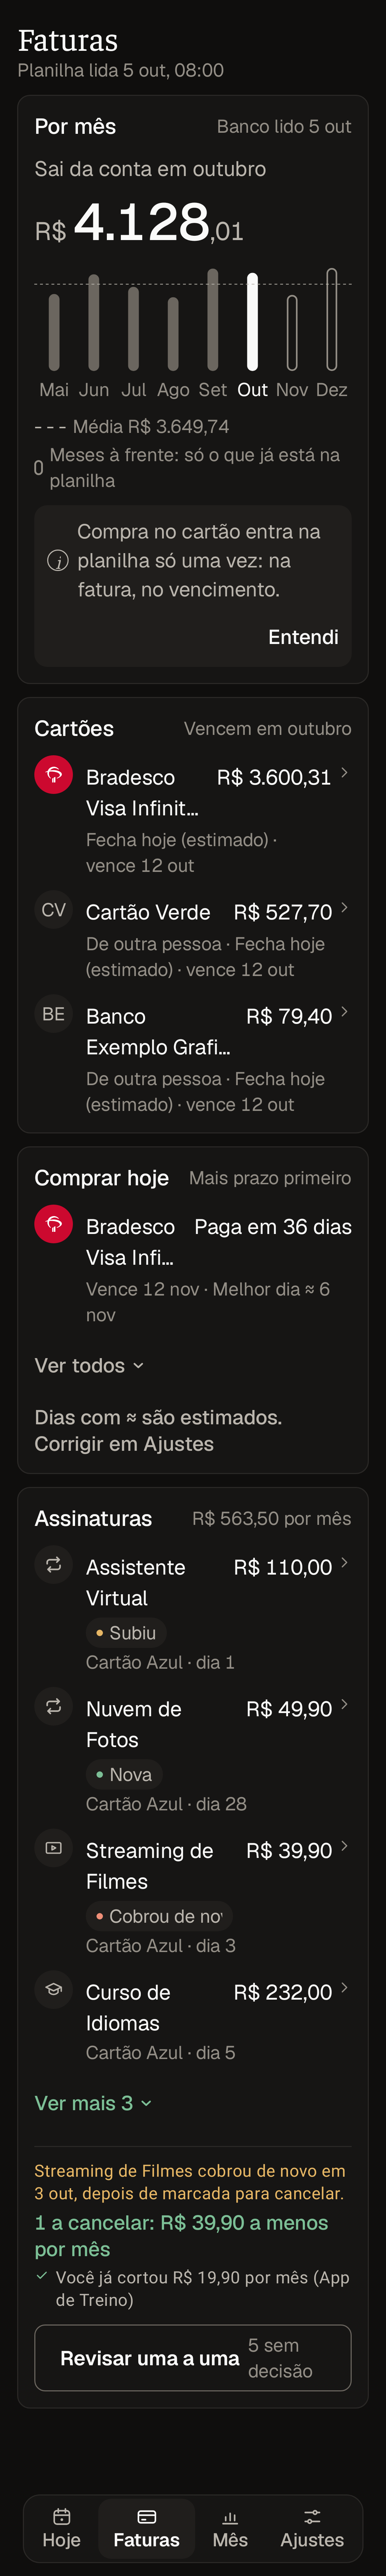 Faturas
Planilha lida 5 out, 08:00
Por mês
Banco lido 5 out
Sai da conta em outubro
R$ 4.128,01
Mai Jun Jul Ago Set Out Nov Dez
Média R$ 3.649,74
Meses à frente: só o que já está na
planilha
Compra no cartão entra na
planilha só uma vez: na
fatura, no vencimento.
Entendi
Cartões
Vencem em outubro
Bradesco R$ 3.600,31
Visa Infinit...
Fecha hoje (estimado) ·
vence 12 out
CV Cartão Verde R$ 527,70
De outra pessoa · Fecha hoje
(estimado) · vence 12 out
BE Banco R$ 79,40
Exemplo Grafi...
De outra pessoa · Fecha hoje
(estimado) · vence 12 out
Comprar hoje
Mais prazo primeiro
Bradesco Paga em 36 dias
Visa Infi...
Vence 12 nov · Melhor dia ≈ 6
nov
Ver todos
Dias com ≈ são estimados.
Corrigir em Ajustes
Assinaturas
R$ 563,50 por mês
Assistente R$ 110,00
Virtual
Subiu
Cartão Azul · dia 1
Nuvem de R$ 49,90
Fotos
Nova
Cartão Azul · dia 28
Streaming de R$ 39,90
Filmes
Cobrou de no
Cartão Azul · dia 3
Curso de R$ 232,00
Idiomas
Cartão Azul · dia 5
Ver mais 3
Streaming de Filmes cobrou de novo em
3 out, depois de marcada para cancelar.
1 a cancelar: R$ 39,90 a menos
por mês
Você já cortou R$ 19,90 por mês (App
de Treino)
Revisar uma a uma
5 sem
decisão
Hoje Faturas Mês Ajustes